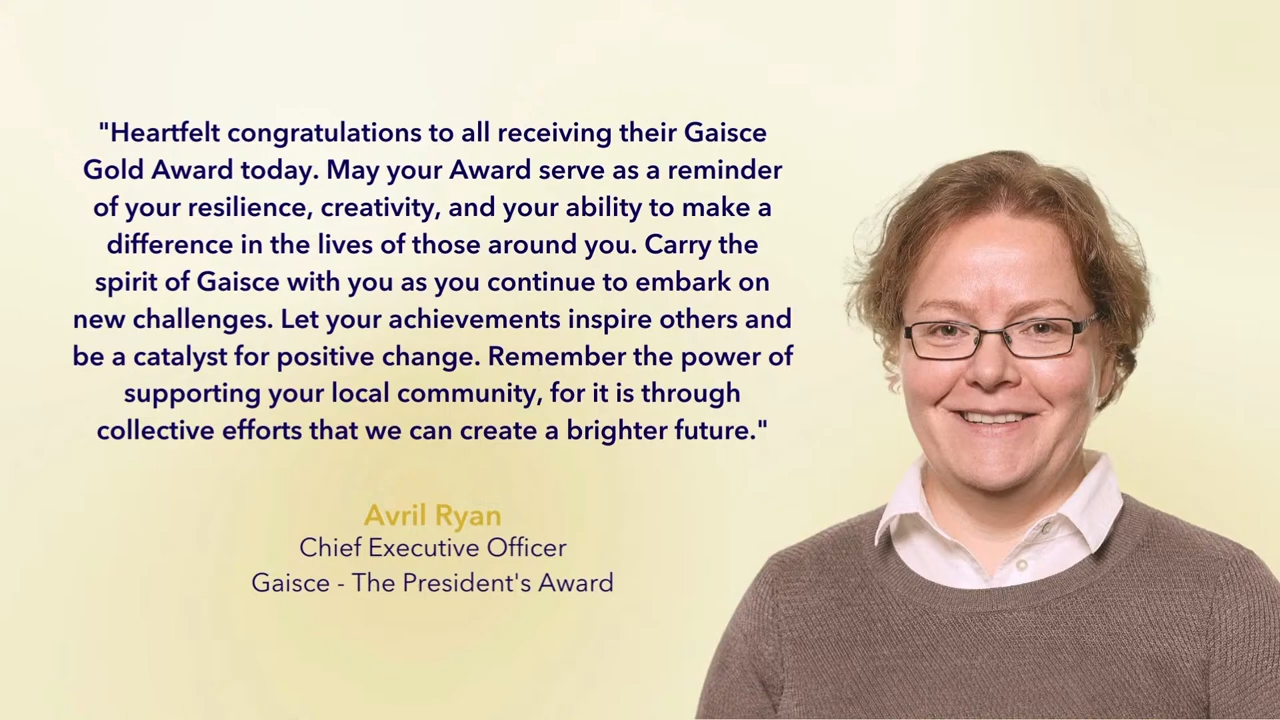 "Heartfelt congratulations to all receiving their Gaisce
Gold Award today. May your Award serve as a reminder
of your resilience, creativity, and your ability to make a
difference in the lives of those around you. Carry the
spirit of Gaisce with you as you continue to embark on
new challenges. Let your achievements inspire others and
be a catalyst for positive change. Remember the power of
supporting your local community, for it is through
collective efforts that we can create a brighter future."
Avril Ryan
Chief Executive Officer
Gaisce - The President's Award